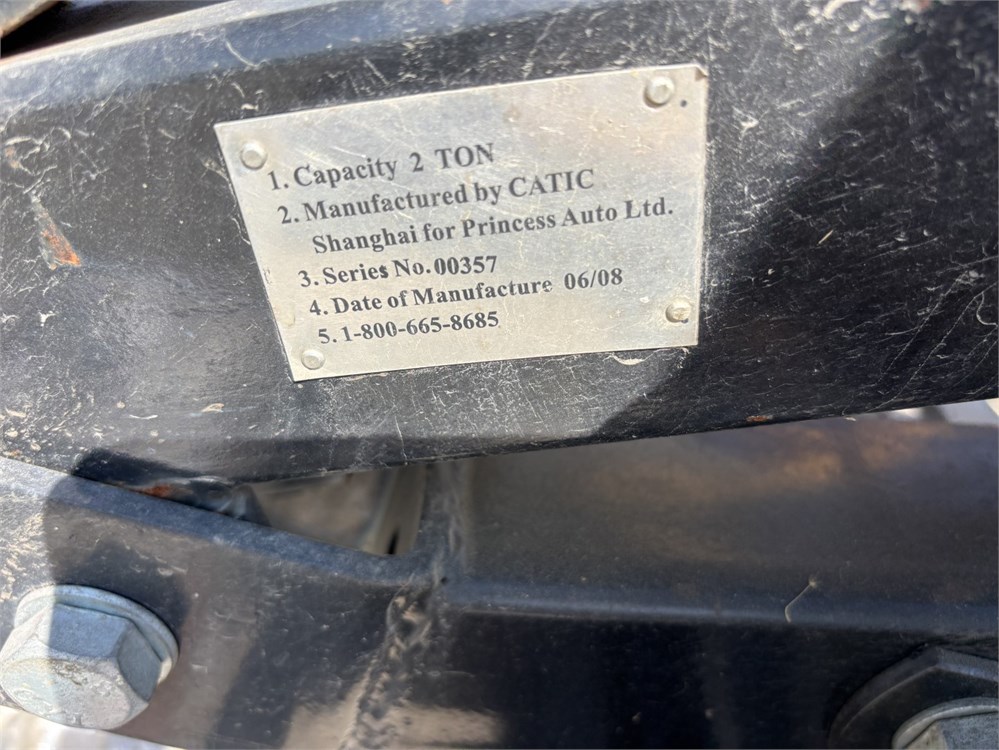 1. Capacity 2 TON
2. Manufactured by CATIC
Shanghai for Princess Auto Ltd.
3. Series No. 00357
4. Date of Manufacture 06/08
5. 1-800-665-8685